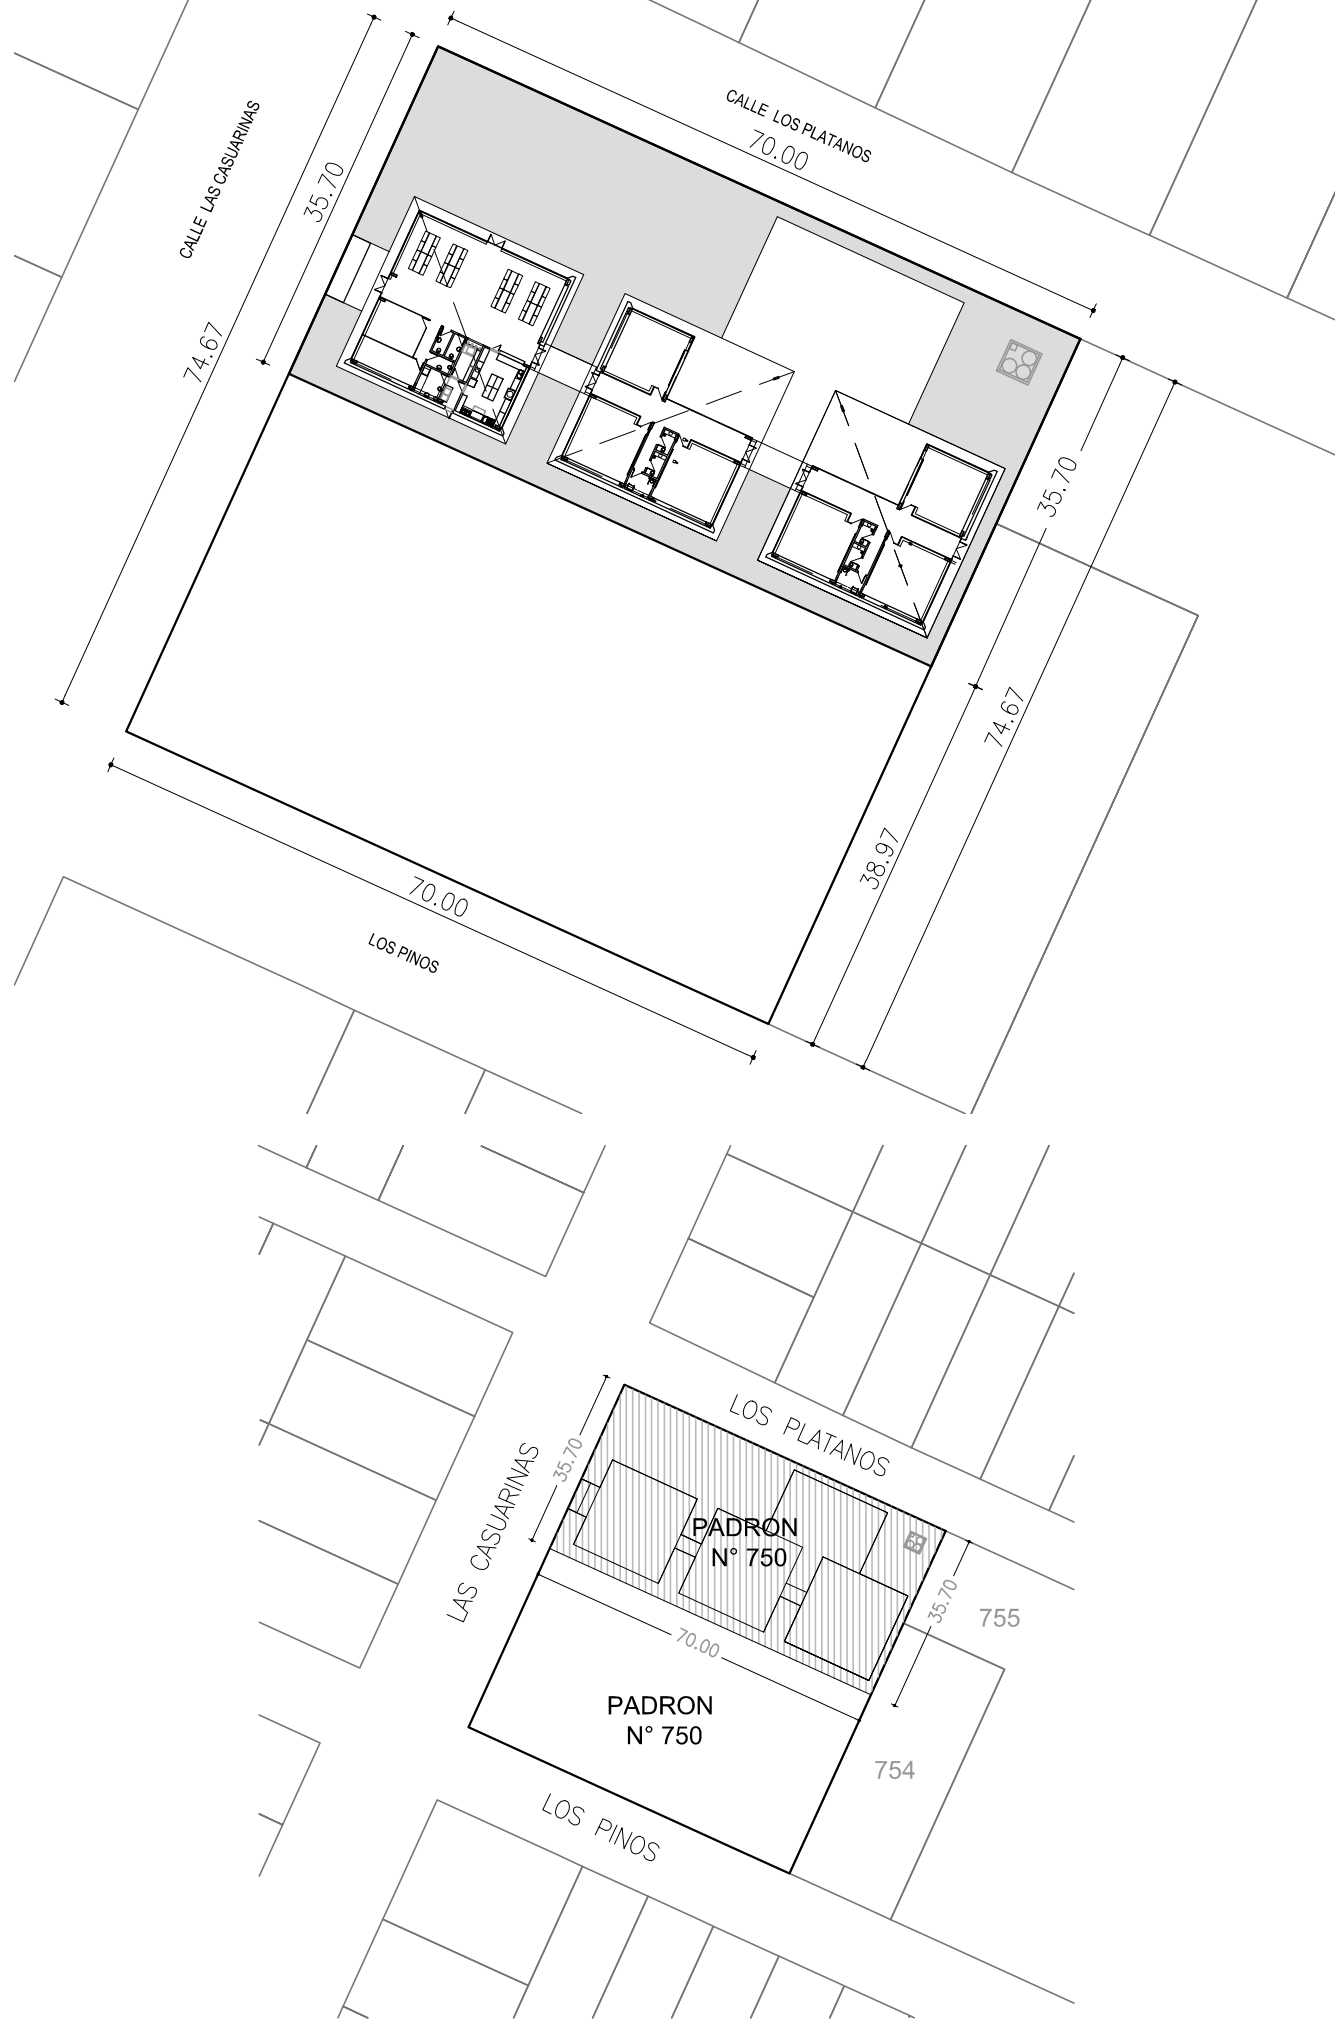 CALLE LOS PLATANOS
70.00
CALLE LAS CASUARINAS
35.70
74.67
35.70
74.67
38.97
70.00
LOS PINOS
LOS PLATANOS
35.70
LAS CASUARINAS
PADRON
N° 750
35.70
755
70.00
PADRON
N° 750
754
LOS PINOS